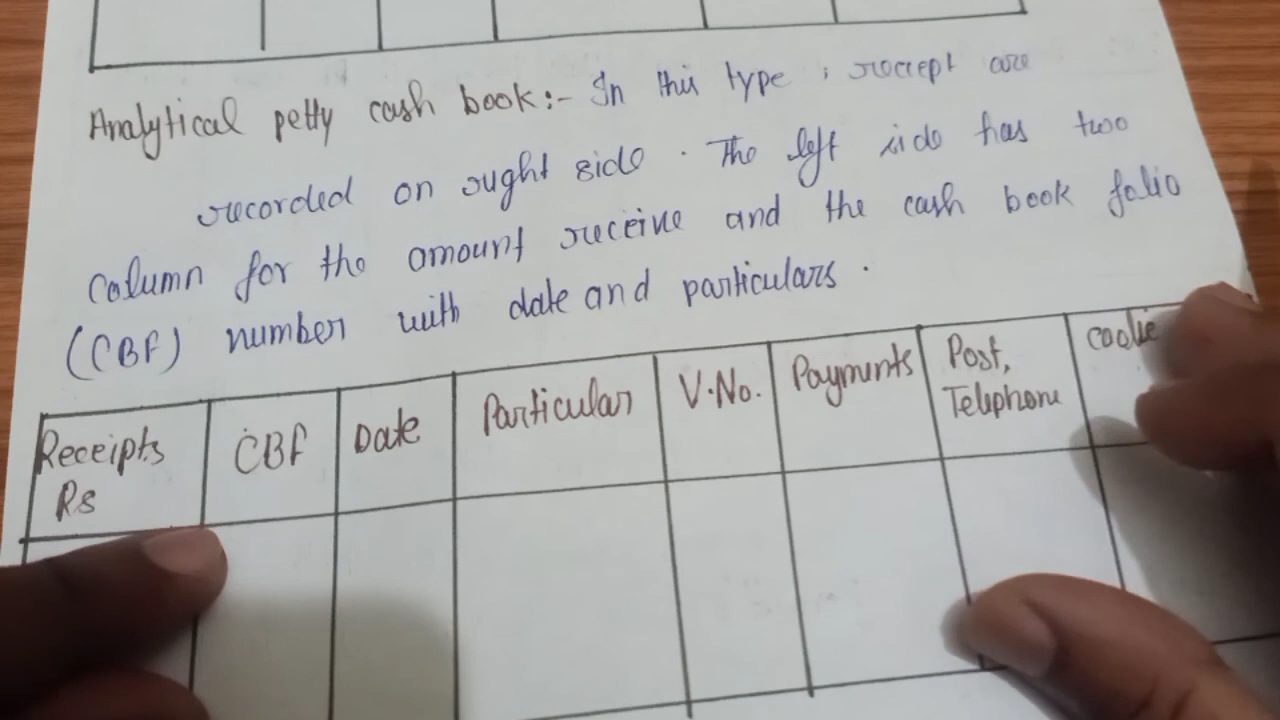 Analytical petty cash book:- In this type, receipt are
recorded on right side. The left side has two
column for the amount receive and the cash book folio
(CBF) number with date and particulars.
Receipts Rs
CBF
Date
Particular
V.No.
Payments
Post, Telephone